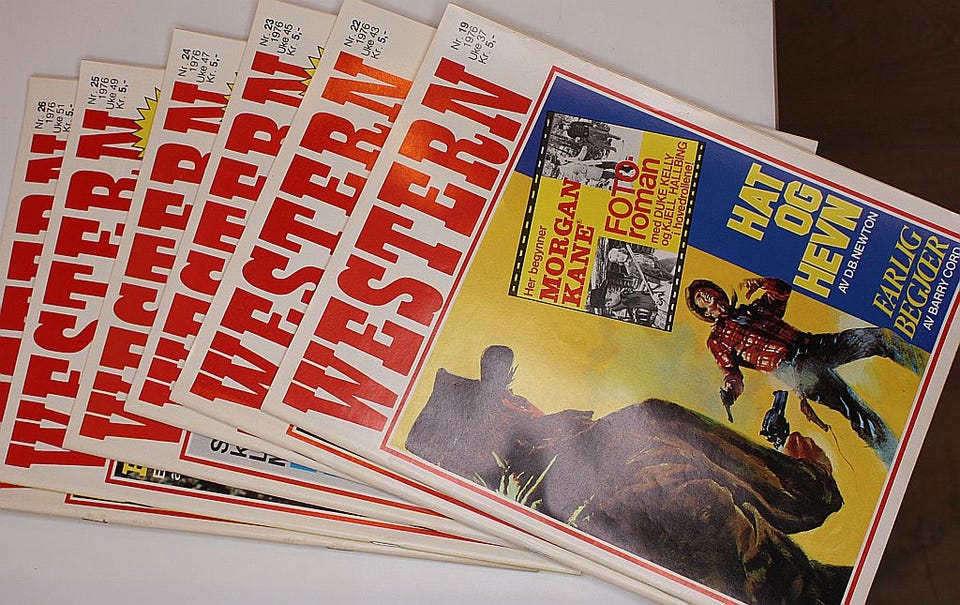 Nr. 19
1976
Uke 37
Kr. 5,-
WESTERN
Her begynner
MORGAN
KANE
FOTO
roman
med DUKE KELLY
og KJELL HALLBING
i hovedrollene!
HAT
OG
HEVN
AV D.B. NEWTON
FARLIG
BEGJÆR
AV BARRY CORD
Nr. 22
1976
Uke 43
Kr. 5,-
WESTERN
Nr. 23
1976
Uke 45
Kr. 5,-
WESTERN
Nr. 24
1976
Uke 47
Kr. 5,-
WESTERN
Nr. 25
1976
Uke 49
Kr. 5,-
WESTERN
Nr. 26
1976
Uke 51
Kr. 5,-
WESTERN